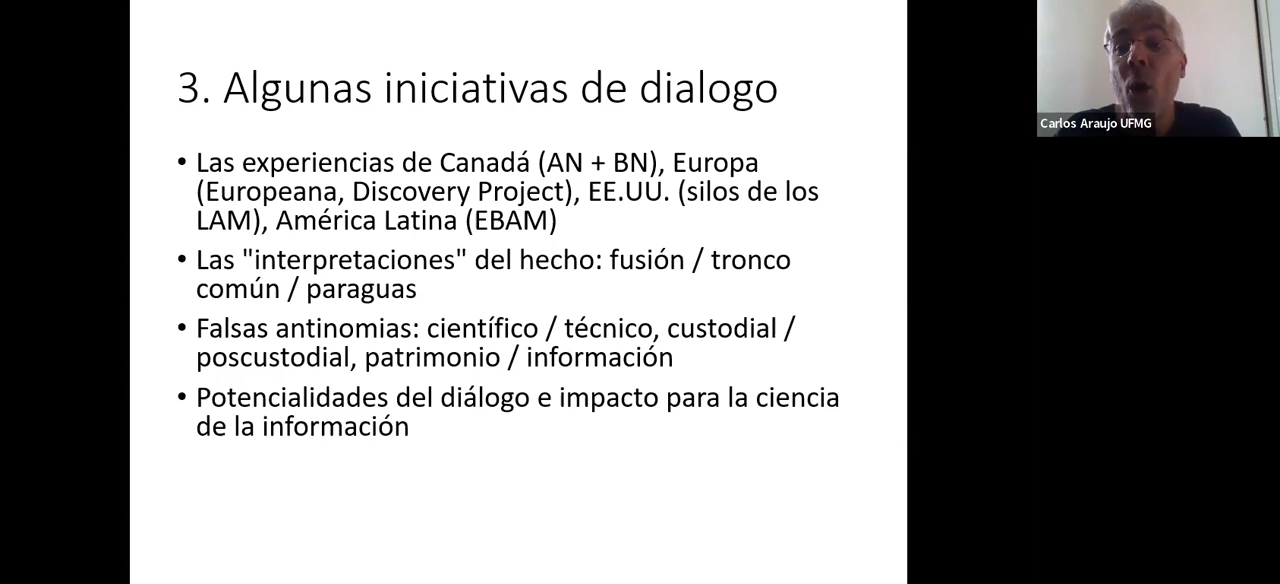 3. Algunas iniciativas de dialogo
• Las experiencias de Canadá (AN + BN), Europa
(Europeana, Discovery Project), EE.UU. (silos de los
LAM), América Latina (EBAM)
• Las "interpretaciones" del hecho: fusión / tronco
común / paraguas
• Falsas antinomias: científico / técnico, custodial /
poscustodial, patrimonio / información
• Potencialidades del diálogo e impacto para la ciencia
de la información
Carlos Araujo UFMG